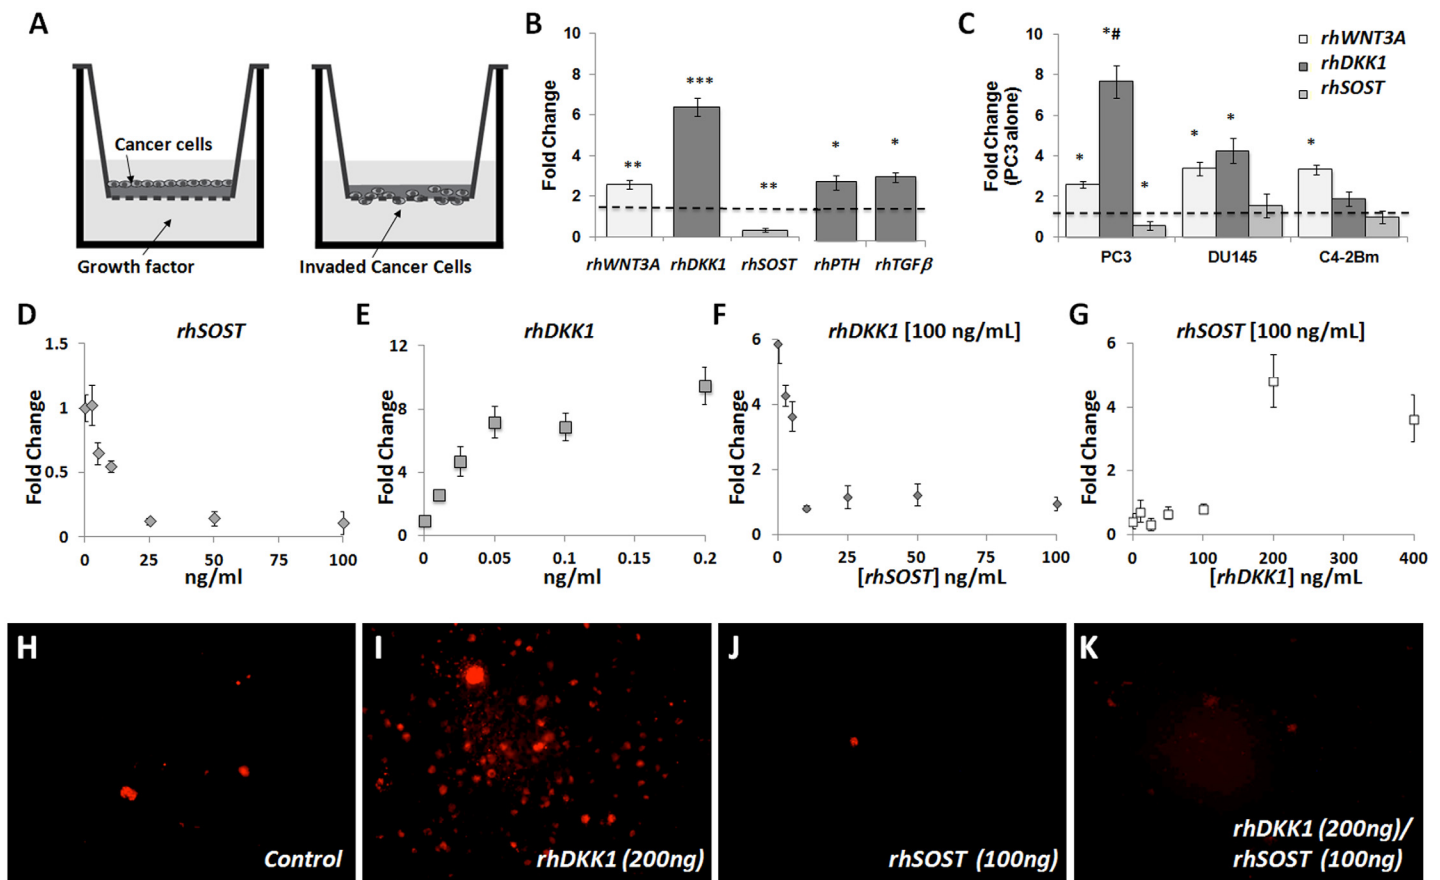 A
Cancer cells
Growth factor
Invaded Cancer Cells
B
Fold Change
10
8
6
4
2
0
**
***
**
*
*
rhWNT3A
rhDKK1
rhSOST
rhPTH
rhTGFβ
C
Fold Change
(PC3 alone)
10
8
6
4
2
0
*
*#
*
*
*
*
rhWNT3A
rhDKK1
rhSOST
PC3
DU145
C4-2Bm
D
rhSOST
Fold Change
1.5
1
0.5
0
0
25
50
75
100
ng/ml
E
rhDKK1
Fold Change
12
8
4
0
0
0.05
0.1
0.15
0.2
ng/ml
F
rhDKK1 [100 ng/mL]
Fold Change
6
4
2
0
0
25
50
75
100
[rhSOST] ng/mL
G
rhSOST [100 ng/mL]
Fold Change
6
4
2
0
0
100
200
300
400
[rhDKK1] ng/mL
H
Control
I
rhDKK1 (200ng)
J
rhSOST (100ng)
K
rhDKK1 (200ng)/
rhSOST (100ng)